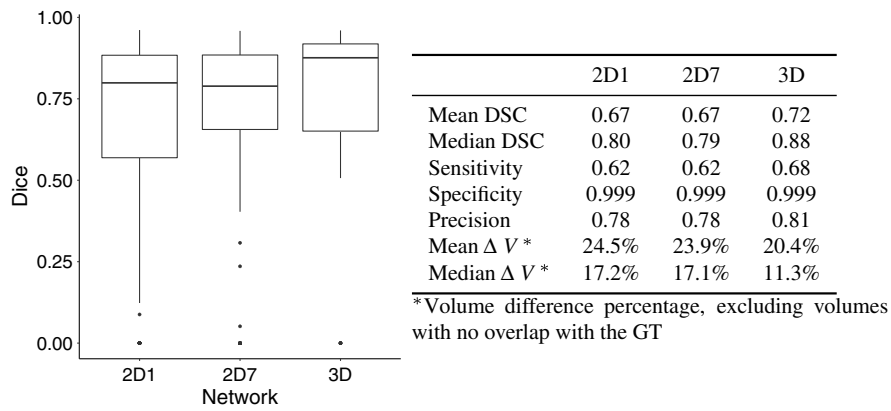 1.00
0.75
0.50
0.25
0.00
Dice
2D1 2D7 3D
Network
2D1 2D7 3D
Mean DSC 0.67 0.67 0.72
Median DSC 0.80 0.79 0.88
Sensitivity 0.62 0.62 0.68
Specificity 0.999 0.999 0.999
Precision 0.78 0.78 0.81
Mean Δ V * 24.5% 23.9% 20.4%
Median Δ V * 17.2% 17.1% 11.3%
*Volume difference percentage, excluding volumes
with no overlap with the GT